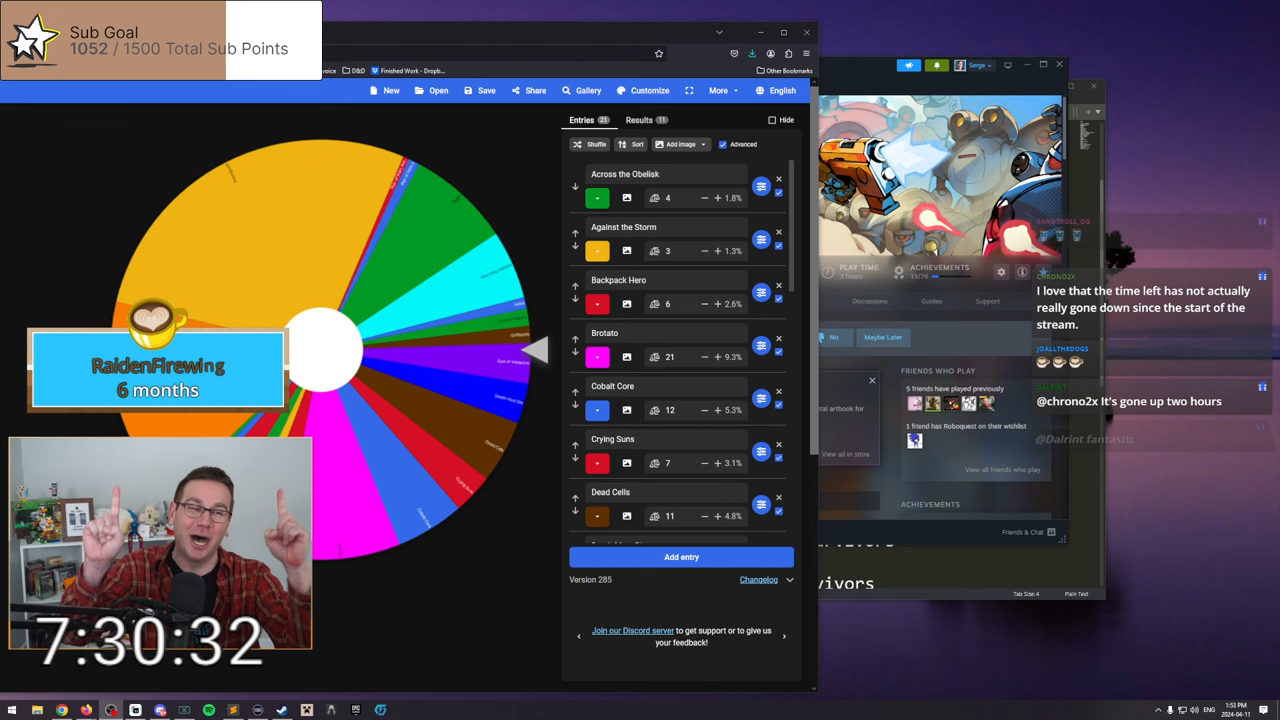 Sub Goal
1052 / 1500 Total Sub Points
D&D
Finished Work - Dropb...
Other Bookmarks
New
Open
Save
Share
Gallery
Customize
More
English
Entries 21
Results 11
Hide
Shuffle
Sort
Add image
Advanced
Across the Obelisk
4
1.8%
Against the Storm
3
1.3%
Backpack Hero
6
2.6%
Brotato
21
9.3%
Cobalt Core
12
5.3%
Crying Suns
7
3.1%
Dead Cells
11
4.8%
Add entry
Version 285
Changelog
Join our Discord server to get support or to give us
your feedback!
RaidenFirewing
6 months
7:30:32
Serge
PLAY TIME
3 hours
ACHIEVEMENTS
15/76
Discussions
Guides
Support
No
Maybe Later
FRIENDS WHO PLAY
5 friends have played previously
1 friend has Roboquest on their wishlist
View all friends who play
View all in store
ACHIEVEMENTS
Friends & Chat
Tab Size: 4
Plain Text
SANDTROLL_OG
CHRONO2X
I love that the time left has not actually
really gone down since the start of the
stream.
JOALLTHEDOGS
DALRINT
@chrono2x It's gone up two hours
@Dalrint fantastic
ENG
1:53 PM
2024-04-11